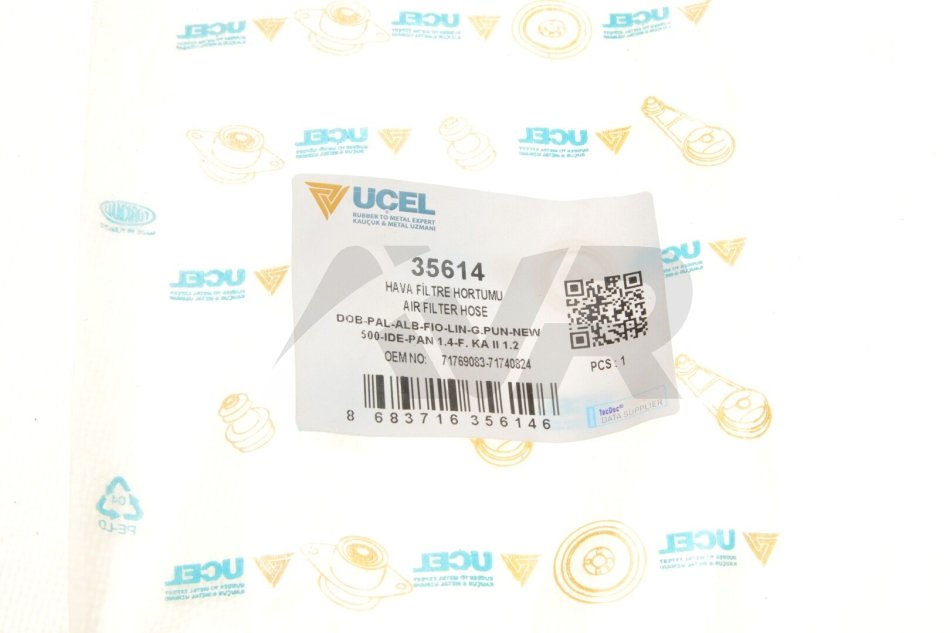 UÇEL
RUBBER TO METAL EXPERT
KAUÇUK & METAL UZMANI
35614
HAVA FİLTRE HORTUMU
AIR FILTER HOSE
DOB-PAL-ALB-FIO-LIN-G.PUN-NEW
500-IDE-PAN 1.4-F. KA II 1.2
OEM NO: 71769083-71740824
PCS : 1
8 683716 356146
TecDoc
DATA SUPPLIER
UCEL
UCEL
UCEL
UCEL
UCEL
UCEL
UCEL
UCEL
UCEL
04
PE-LD